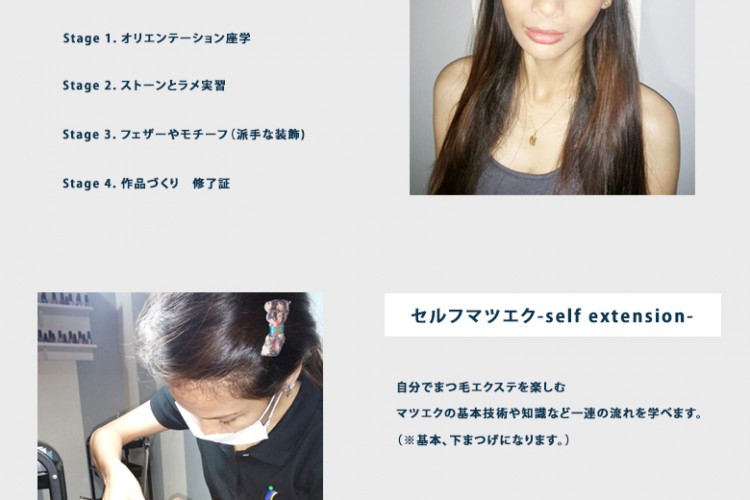 Stage 1. オリエンテーション座学
Stage 2. ストーンとラメ実習
Stage 3. フェザーやモチーフ（派手な装飾)
Stage 4. 作品づくり　修了証
セルフマツエク-self extension-
自分でまつ毛エクステを楽しむ
マツエクの基本技術や知識など一連の流れを学べます。
（※基本、下まつげになります。）